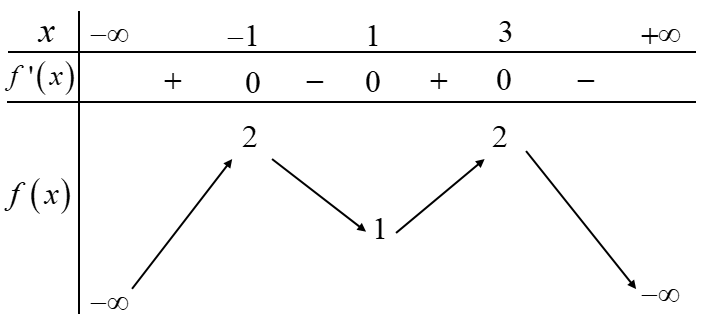 x −∞ −1 1 3 +∞
f'(x) + 0 − 0 + 0 −
2 2
f(x)
1
−∞ −∞